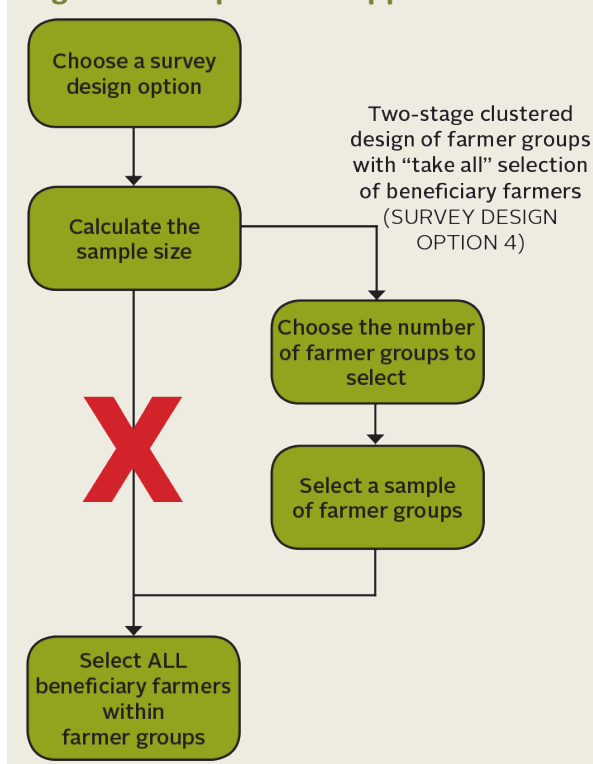 Choose a survey
design option
Two-stage clustered
design of farmer groups
with “take all” selection
of beneficiary farmers
(SURVEY DESIGN
OPTION 4)
Calculate the
sample size
Choose the number
of farmer groups to
select
X
Select a sample
of farmer groups
Select ALL
beneficiary farmers
within
farmer groups